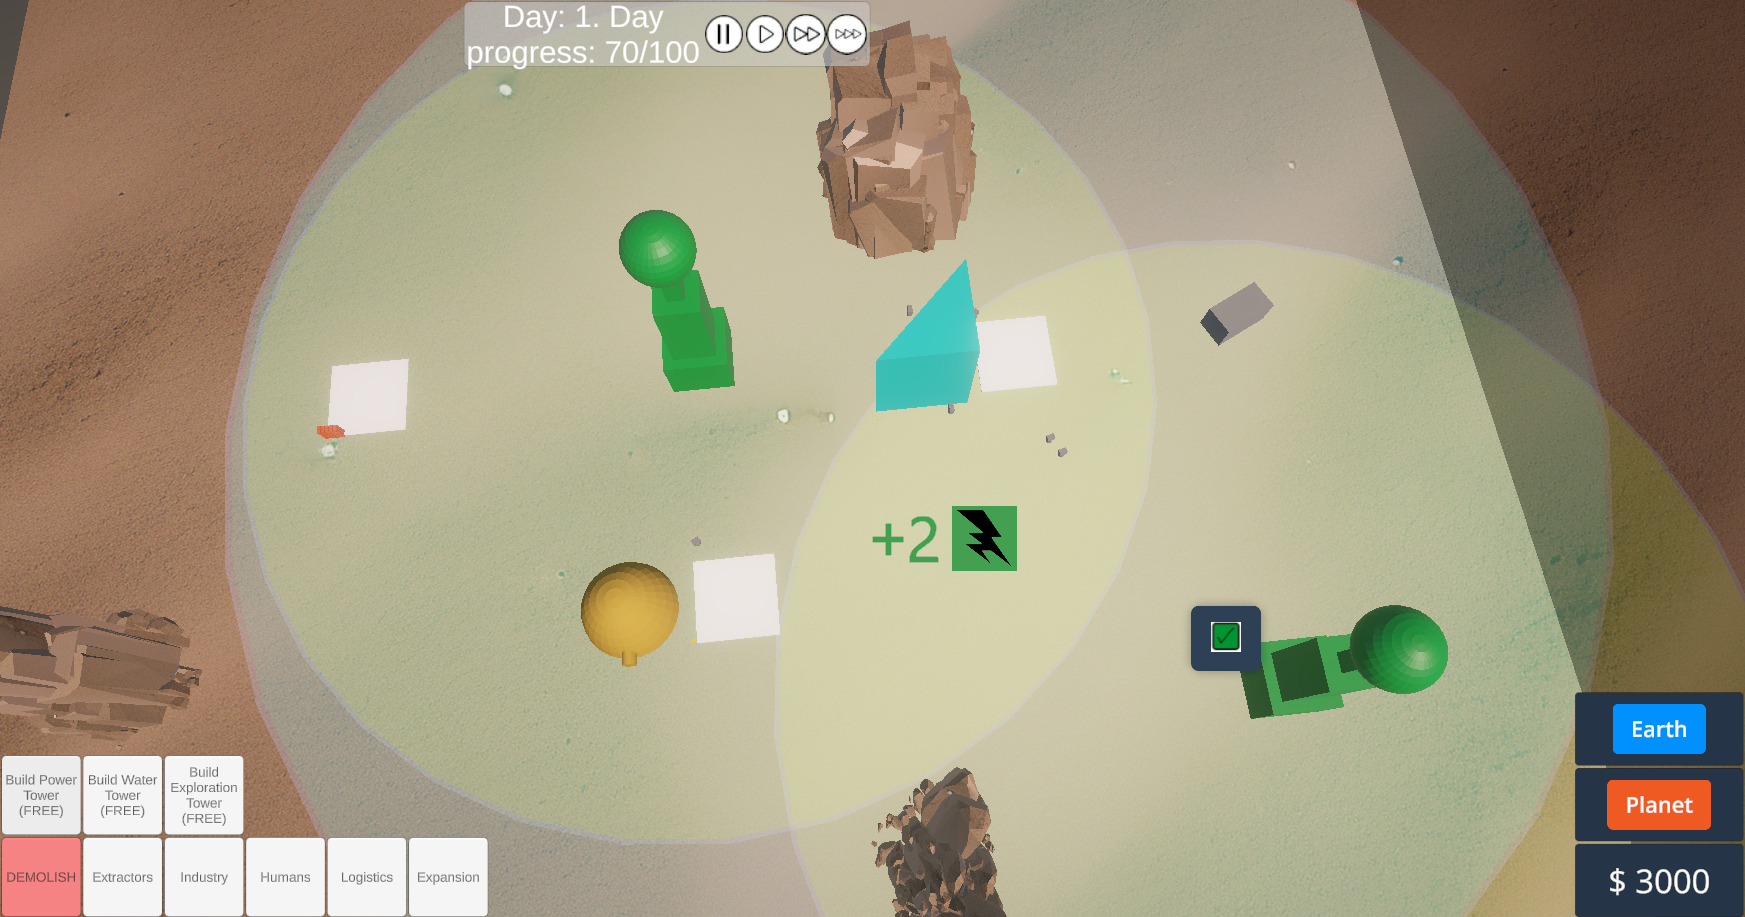 Day: 1. Day
progress: 70/100
+2
Earth
Planet
$ 3000
Build Power
Tower
(FREE)
Build Water
Tower
(FREE)
Build
Exploration
Tower
(FREE)
DEMOLISH
Extractors
Industry
Humans
Logistics
Expansion